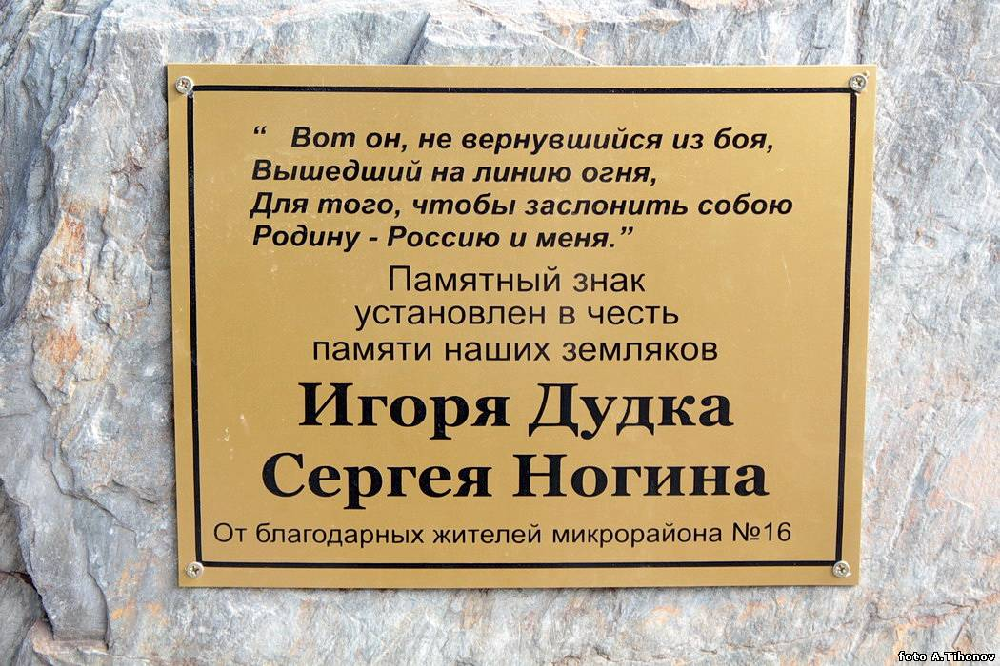 “ Вот он, не вернувшийся из боя,
Вышедший на линию огня,
Для того, чтобы заслонить собою
Родину - Россию и меня.”
Памятный знак
установлен в честь
памяти наших земляков
Игоря Дудка
Сергея Ногина
От благодарных жителей микрорайона №16
foto A.Tihonov